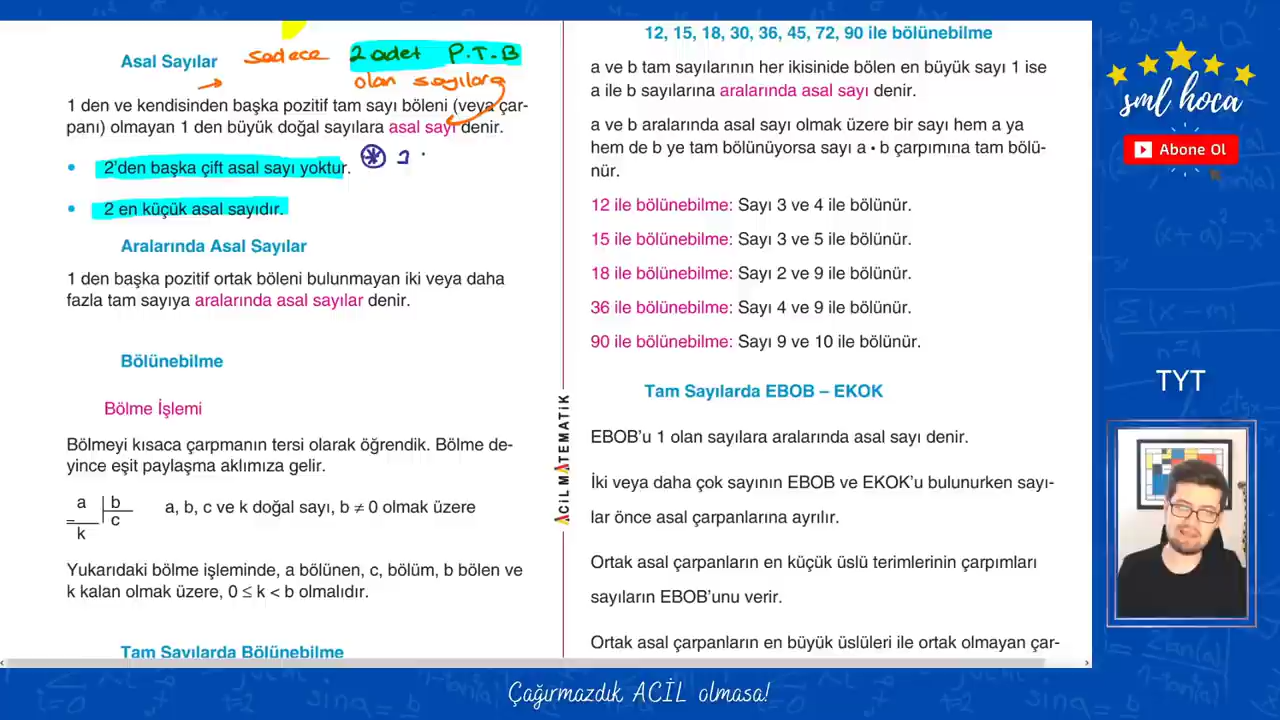 Asal Sayılar
sadece 2 adet P.T.B
olan sayılara
1 den ve kendisinden başka pozitif tam sayı böleni (veya çar-
panı) olmayan 1 den büyük doğal sayılara asal sayı denir.
• 2'den başka çift asal sayı yoktur.
2
• 2 en küçük asal sayıdır.
Aralarında Asal Sayılar
1 den başka pozitif ortak böleni bulunmayan iki veya daha
fazla tam sayıya aralarında asal sayılar denir.
Bölünebilme
Bölme İşlemi
Bölmeyi kısaca çarpmanın tersi olarak öğrendik. Bölme de-
yince eşit paylaşma aklımıza gelir.
a b
c
k
a, b, c ve k doğal sayı, b ≠ 0 olmak üzere
Yukarıdaki bölme işleminde, a bölünen, c, bölüm, b bölen ve
k kalan olmak üzere, 0 ≤ k < b olmalıdır.
Tam Sayılarda Bölünebilme
ACİL MATEMATİK
12, 15, 18, 30, 36, 45, 72, 90 ile bölünebilme
a ve b tam sayılarının her ikisinide bölen en büyük sayı 1 ise
a ile b sayılarına aralarında asal sayı denir.
a ve b aralarında asal sayı olmak üzere bir sayı hem a ya
hem de b ye tam bölünüyorsa sayı a • b çarpımına tam bölü-
nür.
12 ile bölünebilme: Sayı 3 ve 4 ile bölünür.
15 ile bölünebilme: Sayı 3 ve 5 ile bölünür.
18 ile bölünebilme: Sayı 2 ve 9 ile bölünür.
36 ile bölünebilme: Sayı 4 ve 9 ile bölünür.
90 ile bölünebilme: Sayı 9 ve 10 ile bölünür.
Tam Sayılarda EBOB – EKOK
EBOB'u 1 olan sayılara aralarında asal sayı denir.
İki veya daha çok sayının EBOB ve EKOK'u bulunurken sayı-
lar önce asal çarpanlarına ayrılır.
Ortak asal çarpanların en küçük üslü terimlerinin çarpımları
sayıların EBOB'unu verir.
Ortak asal çarpanların en büyük üslüleri ile ortak olmayan çar-
sml hoca
Abone Ol
TYT
Çağırmazdık ACİL olmasa!